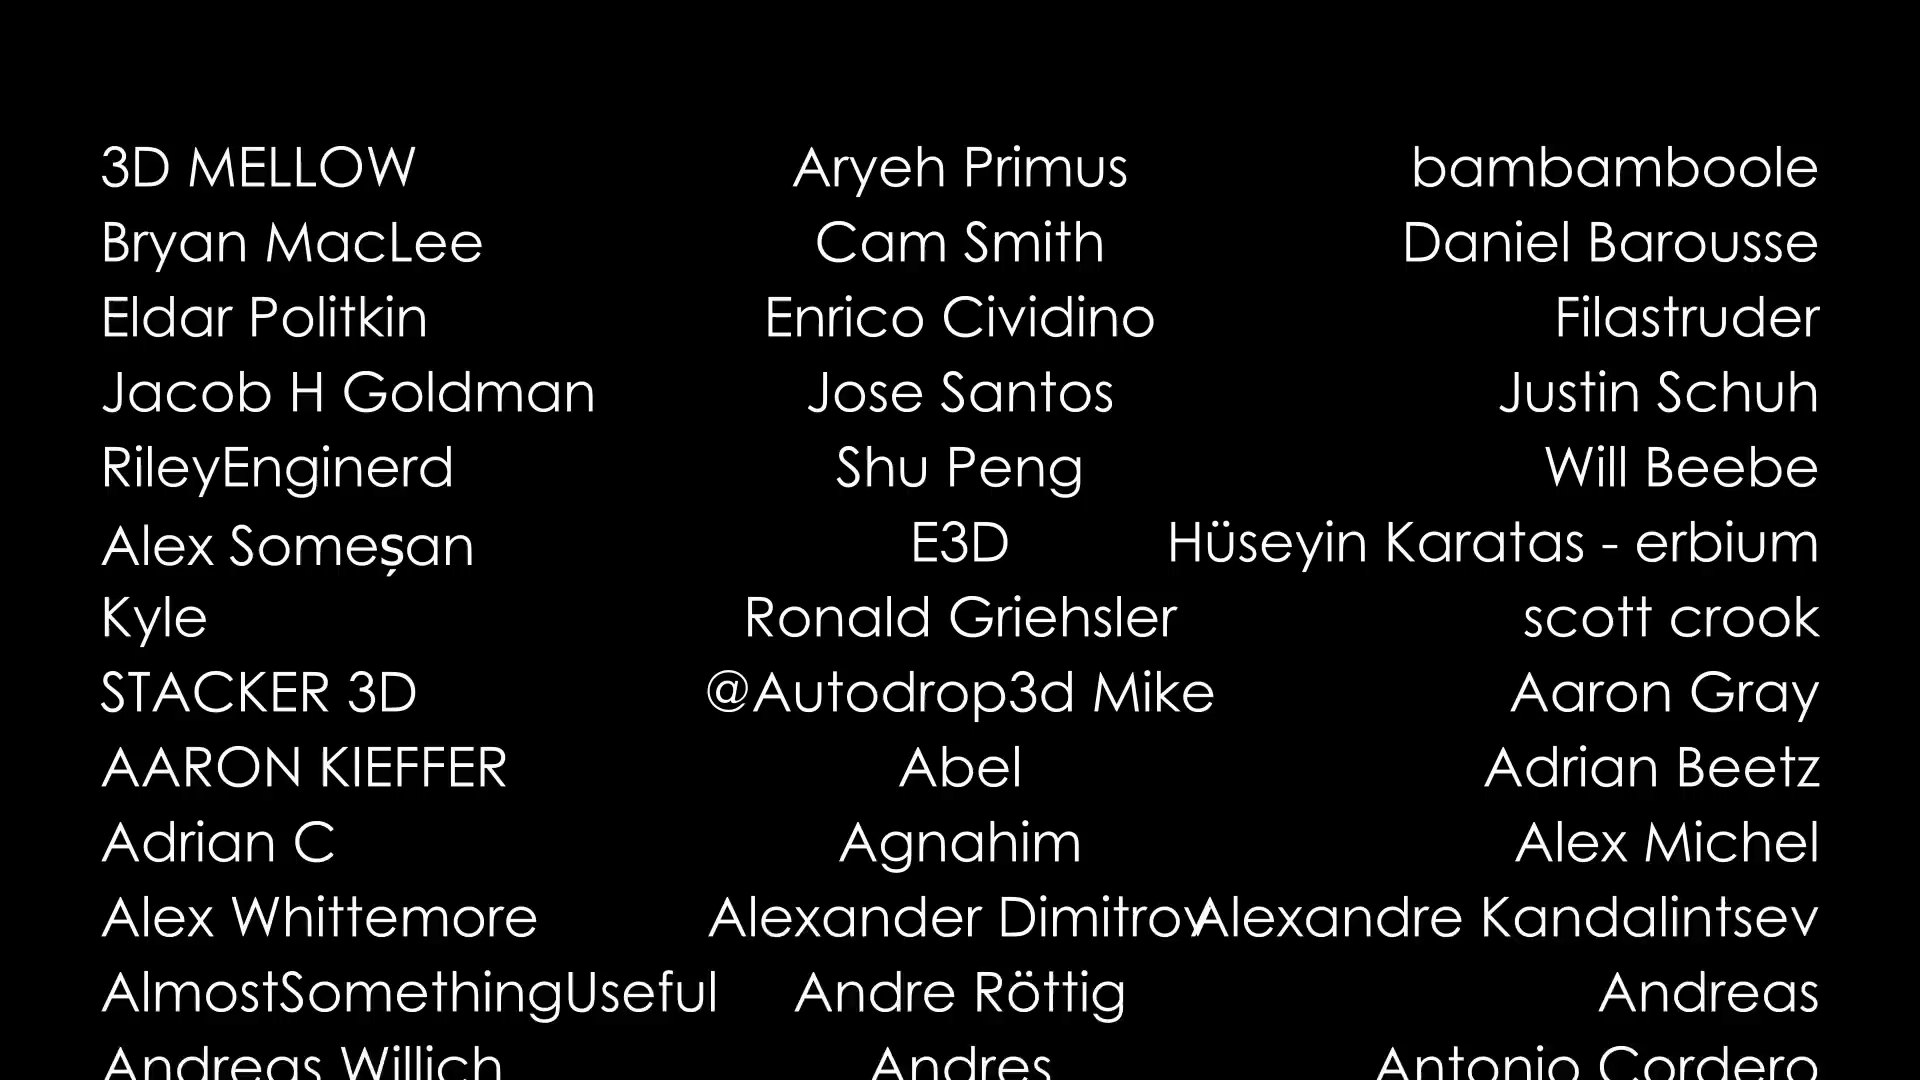 3D MELLOW Aryeh Primus bambamboole
Bryan MacLee Cam Smith Daniel Barousse
Eldar Politkin Enrico Cividino Filastruder
Jacob H Goldman Jose Santos Justin Schuh
RileyEnginerd Shu Peng Will Beebe
Alex Someșan E3D Hüseyin Karatas - erbium
Kyle Ronald Griehsler scott crook
STACKER 3D @Autodrop3d Mike Aaron Gray
AARON KIEFFER Abel Adrian Beetz
Adrian C Agnahim Alex Michel
Alex Whittemore Alexander Dimitrov Alexandre Kandalintsev
AlmostSomethingUseful Andre Röttig Andreas
Andreas Willich Andres Antonio Cordero